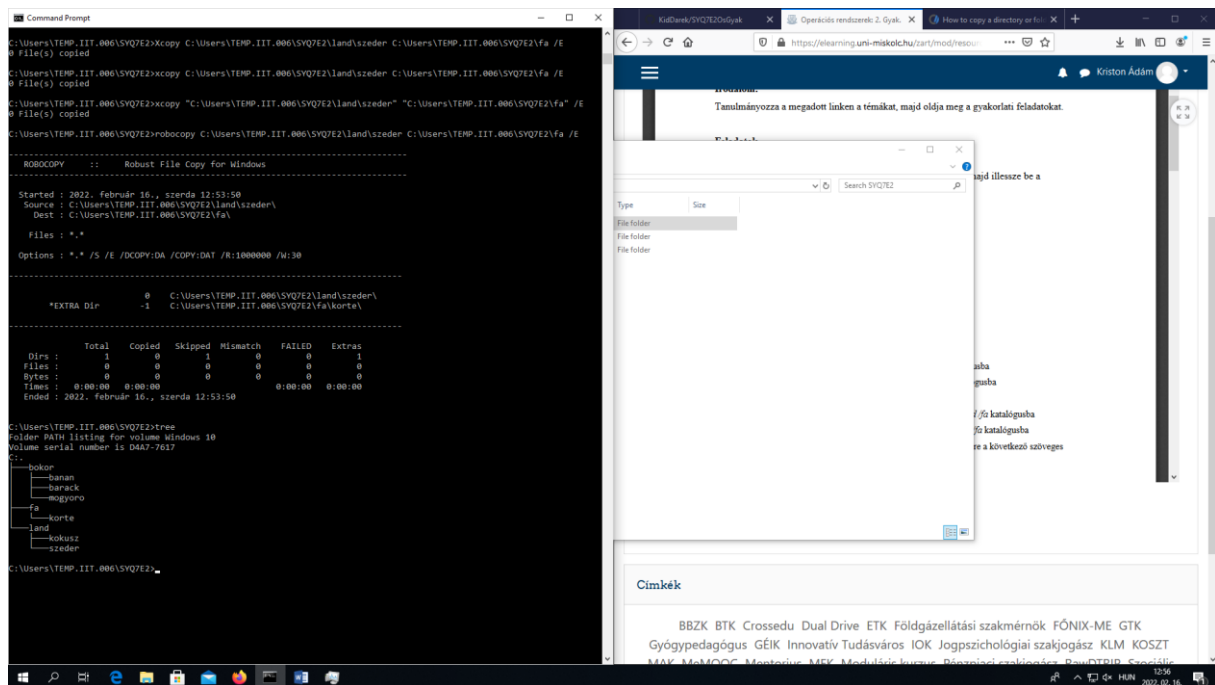 Command Prompt
C:\Users\TEMP.IIT.006\SYQ7E2>Xcopy C:\Users\TEMP.IIT.006\SYQ7E2\land\szeder C:\Users\TEMP.IIT.006\SYQ7E2\fa /E
0 File(s) copied
C:\Users\TEMP.IIT.006\SYQ7E2>xcopy C:\Users\TEMP.IIT.006\SYQ7E2\land\szeder C:\Users\TEMP.IIT.006\SYQ7E2\fa /E
0 File(s) copied
C:\Users\TEMP.IIT.006\SYQ7E2>xcopy "C:\Users\TEMP.IIT.006\SYQ7E2\land\szeder" "C:\Users\TEMP.IIT.006\SYQ7E2\fa" /E
0 File(s) copied
C:\Users\TEMP.IIT.006\SYQ7E2>robocopy C:\Users\TEMP.IIT.006\SYQ7E2\land\szeder C:\Users\TEMP.IIT.006\SYQ7E2\fa /E
-------------------------------------------------------------------------------
ROBOCOPY :: Robust File Copy for Windows
-------------------------------------------------------------------------------
Started : 2022. február 16., szerda 12:53:50
Source : C:\Users\TEMP.IIT.006\SYQ7E2\land\szeder\
Dest : C:\Users\TEMP.IIT.006\SYQ7E2\fa\
Files : *.*
Options : *.* /S /E /DCOPY:DA /COPY:DAT /R:1000000 /W:30
-------------------------------------------------------------------------------
0 C:\Users\TEMP.IIT.006\SYQ7E2\land\szeder\
*EXTRA Dir -1 C:\Users\TEMP.IIT.006\SYQ7E2\fa\korte\
-------------------------------------------------------------------------------
Total Copied Skipped Mismatch FAILED Extras
Dirs : 1 0 1 0 0 1
Files : 0 0 0 0 0 0
Bytes : 0 0 0 0 0 0
Times : 0:00:00 0:00:00 0:00:00 0:00:00
Ended : 2022. február 16., szerda 12:53:50
C:\Users\TEMP.IIT.006\SYQ7E2>tree
Folder PATH listing for volume Windows 10
Volume serial number is D4A7-7617
C:.
├───bokor
│   ├───banan
│   ├───barack
│   └───mogyoro
├───fa
│   └───korte
└───land
    ├───kokusz
    └───szeder
C:\Users\TEMP.IIT.006\SYQ7E2>
KidDarek/SYQ7E2OsGyak
Operációs rendszerek: 2. Gyak.
How to copy a directory or fol
https://elearning.uni-miskolc.hu/zart/mod/resou
Kriston Ádám
Tanulmányozza a megadott linken a témákat, majd oldja meg a gyakorlati feladatokat.
ajd illessze be a
Search SYQ7E2
Type Size
File folder
File folder
File folder
usba
gusba
/fa katalógusba
/fa katalógusba
re a következő szöveges
Címkék
BBZK BTK Crossedu Dual Drive ETK Földgázellátási szakmérnök FŐNIX-ME GTK
Gyógypedagógus GÉIK Innovatív Tudásváros IOK Jogpszichológiai szakjogász KLM KOSZT
MAK MeMOOC Mentorius MFK Moduláris kurzus Pénzpiaci szakjogász RawDTRIP Szociális
HUN
12:56
2022. 02. 16.